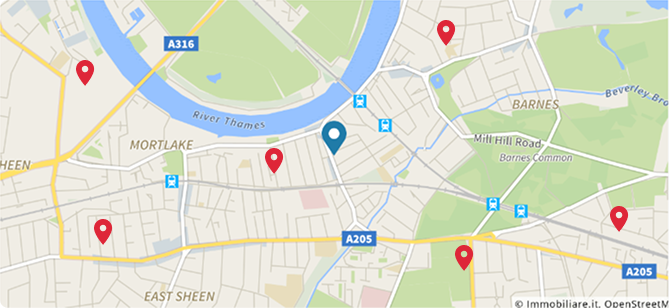 A316
River Thames
Beverley Bro
BARNES
MORTLAKE
Mill Hill Road
Barnes Common
SHEEN
A205
A205
EAST SHEEN
© Immobiliare.it, OpenStreetM